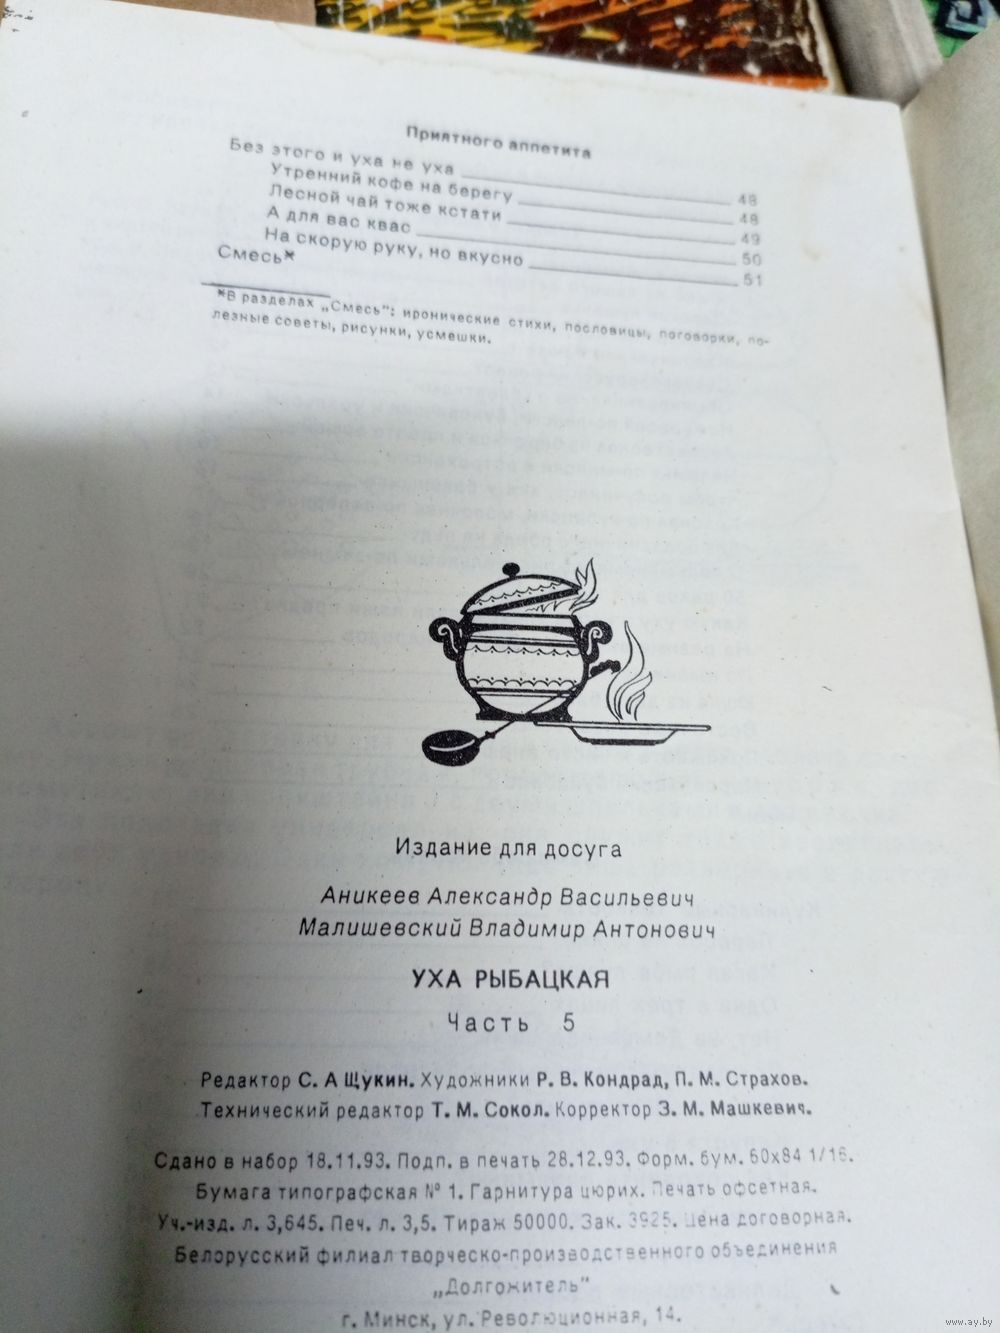 Приятного аппетита
Без этого и уха не уха 48
Утренний кофе на берегу 48
Лесной чай тоже кстати 49
А для вас квас 50
На скорую руку, но вкусно 51
Смесь*
*В разделах „Смесь": иронические стихи, пословицы, поговорки, по-
лезные советы, рисунки, усмешки.
Издание для досуга
Аникеев Александр Васильевич
Малишевский Владимир Антонович
УХА РЫБАЦКАЯ
Часть 5
Редактор С. А Щукин. Художники Р. В. Кондрад, П. М. Страхов.
Технический редактор Т. М. Сокол. Корректор З. М. Машкевич.
Сдано в набор 18.11.93. Подп. в печать 28.12.93. Форм. бум. 60х84 1/16.
Бумага типографская № 1. Гарнитура цюрих. Печать офсетная.
Уч.-изд. л. 3,645. Печ. л. 3,5. Тираж 50000. Зак. 3925. Цена договорная.
Белорусский филиал творческо-производственного объединения
„Долгожитель"
г. Минск, ул. Революционная, 14.
www.ay.by